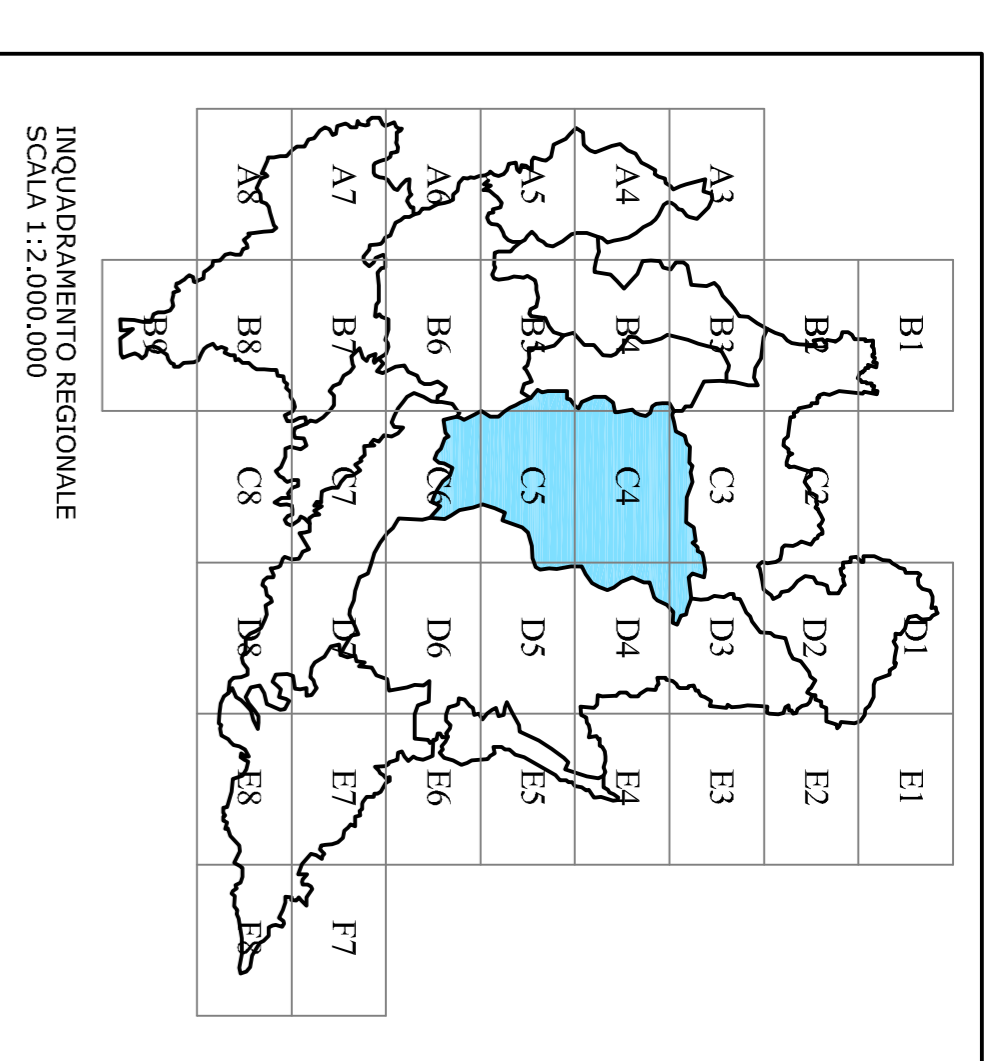 B1
D1
E1
B2
C2
D2
E2
A3
B3
C3
D3
E3
A4
B4
C4
D4
E4
A5
B5
C5
D5
E5
A6
B6
C6
D6
E6
A7
B7
C7
D7
E7
F7
A8
B8
C8
D8
E8
F8
B9
INQUADRAMENTO REGIONALE
SCALA 1:2.000.000